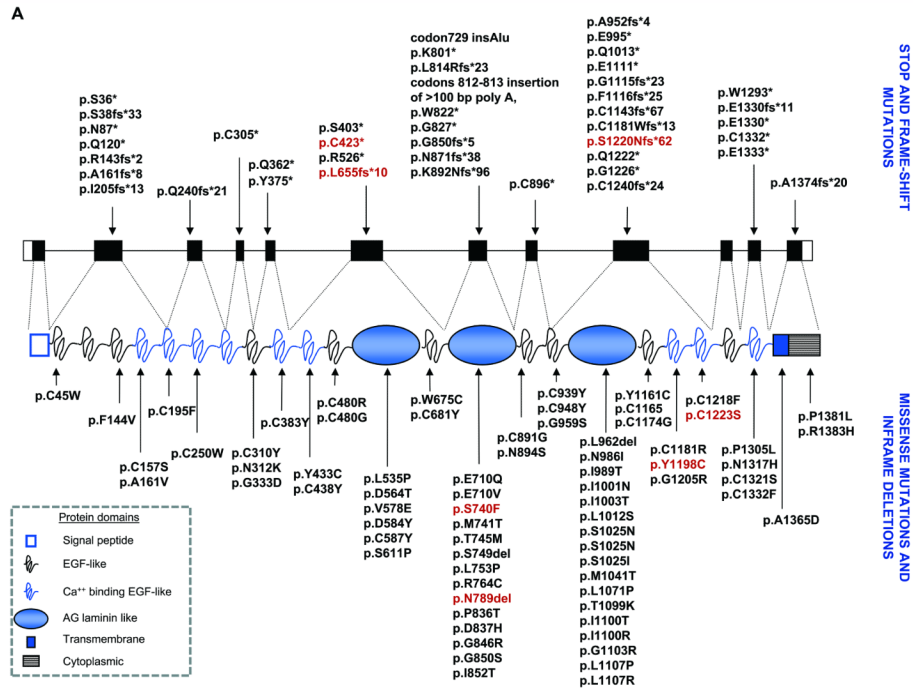 A
p.S36*
p.S38fs*33
p.N87*
p.Q120*
p.R143fs*2
p.A161fs*8
p.I205fs*13
p.Q240fs*21
p.C305*
p.Q362*
p.Y375*
p.S403*
p.C423*
p.R526*
p.L655fs*10
codon729 insAlu
p.K801*
p.L814Rfs*23
codons 812-813 insertion
of >100 bp poly A,
p.W822*
p.G827*
p.G850fs*5
p.N871fs*38
p.K892Nfs*96
p.C896*
p.A952fs*4
p.E995*
p.Q1013*
p.E1111*
p.G1115fs*23
p.F1116fs*25
p.C1143fs*67
p.C1181Wfs*13
p.S1220Nfs*62
p.Q1222*
p.G1226*
p.C1240fs*24
p.W1293*
p.E1330fs*11
p.E1330*
p.C1332*
p.E1333*
p.A1374fs*20
STOP AND FRAME-SHIFT
MUTATIONS
p.C45W
p.F144V
p.C157S
p.A161V
p.C195F
p.C250W
p.C310Y
p.N312K
p.G333D
p.C383Y
p.Y433C
p.C438Y
p.C480R
p.C480G
p.L535P
p.D564T
p.V578E
p.D584Y
p.C587Y
p.S611P
p.W675C
p.C681Y
p.E710Q
p.E710V
p.S740F
p.M741T
p.T745M
p.S749del
p.L753P
p.R764C
p.N789del
p.P836T
p.D837H
p.G846R
p.G850S
p.I852T
p.C891G
p.N894S
p.C939Y
p.C948Y
p.G959S
p.L962del
p.N986I
p.I989T
p.I1001N
p.I1003T
p.L1012S
p.S1025N
p.S1025N
p.S1025I
p.M1041T
p.L1071P
p.T1099K
p.I1100T
p.I1100R
p.G1103R
p.L1107P
p.L1107R
p.Y1161C
p.C1165
p.C1174G
p.C1181R
p.Y1198C
p.G1205R
p.C1218F
p.C1223S
p.P1305L
p.N1317H
p.C1321S
p.C1332F
p.A1365D
p.P1381L
p.R1383H
MISSENSE MUTATIONS AND
INFRAME DELETIONS
Protein domains
Signal peptide
EGF-like
Ca⁺⁺ binding EGF-like
AG laminin like
Transmembrane
Cytoplasmic